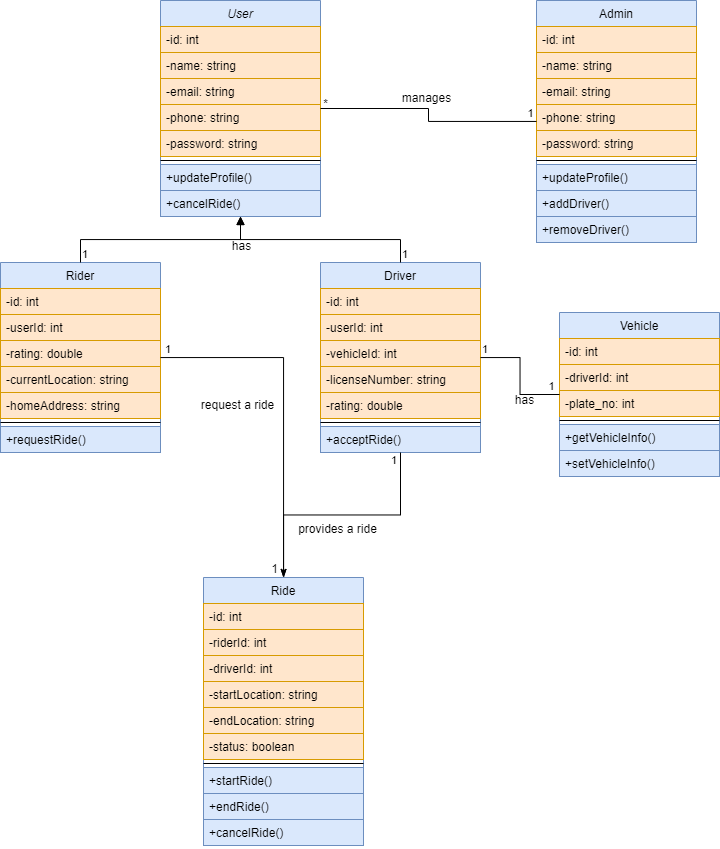 User
-id: int
-name: string
-email: string
-phone: string
-password: string
+updateProfile()
+cancelRide()
*
manages
1
Admin
-id: int
-name: string
-email: string
-phone: string
-password: string
+updateProfile()
+addDriver()
+removeDriver()
has
1
1
Rider
-id: int
-userId: int
-rating: double
-currentLocation: string
-homeAddress: string
+requestRide()
1
request a ride
Driver
-id: int
-userId: int
-vehicleId: int
-licenseNumber: string
-rating: double
+acceptRide()
1
1
has
1
Vehicle
-id: int
-driverId: int
-plate_no: int
+getVehicleInfo()
+setVehicleInfo()
provides a ride
1
Ride
-id: int
-riderId: int
-driverId: int
-startLocation: string
-endLocation: string
-status: boolean
+startRide()
+endRide()
+cancelRide()